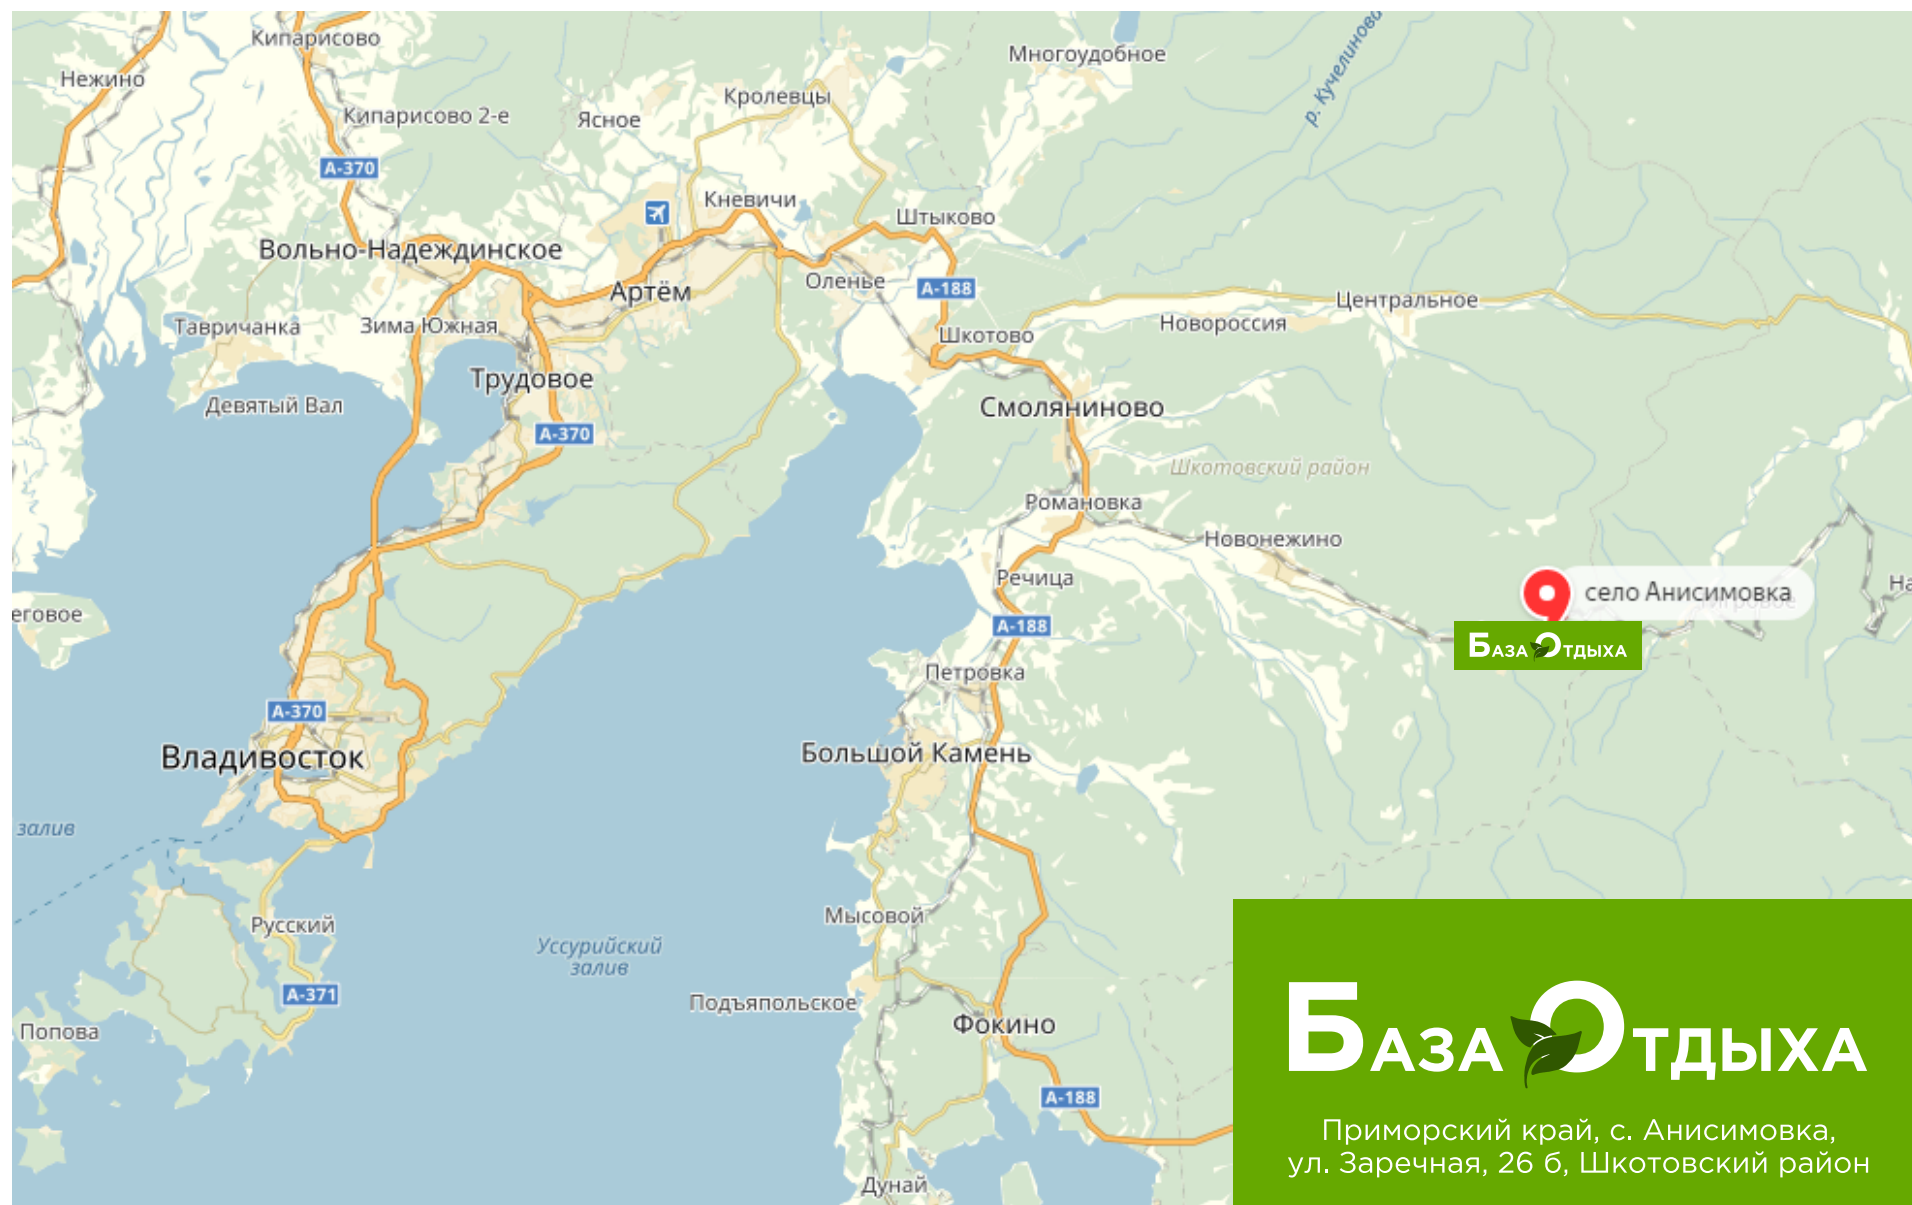 Кипарисово
Многоудобное
р. Кучелинова
Нежино
Кролевцы
Кипарисово 2-е
Ясное
А-370
Кневичи
Штыково
Вольно-Надеждинское
Оленье
А-188
Артём
Центральное
Тавричанка
Зима Южная
Новороссия
Шкотово
Трудовое
Девятый Вал
Смоляниново
А-370
Шкотовский район
Романовка
Новонежино
Речица
село Анисимовка
На
еговое
А-188
База Отдыха
Петровка
А-370
Владивосток
Большой Камень
залив
Мысовой
Русский
Уссурийский
залив
А-371
Подъяпольское
Попова
Фокино
А-188
Дунай
База Отдыха
Приморский край, с. Анисимовка,
ул. Заречная, 26 б, Шкотовский район